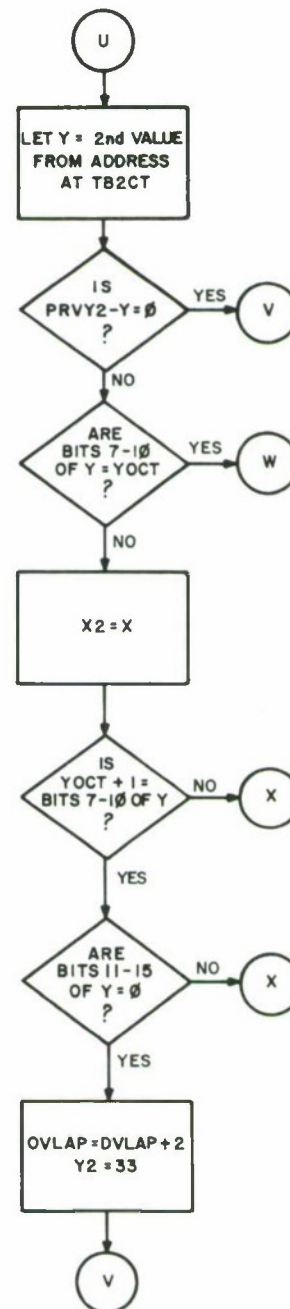 U
LET Y = 2nd VALUE
FROM ADDRESS
AT TB2CT
IS
PRVY2-Y=Ø
?
YES
V
NO
ARE
BITS 7-1Ø
OF Y=YOCT
?
YES
W
NO
X2=X
IS
YOCT + 1=
BITS 7-1Ø OF Y
?
NO
X
YES
ARE
BITS 11-15
OF Y=Ø
?
NO
X
YES
OVLAP=DVLAP+2
Y2=33
V